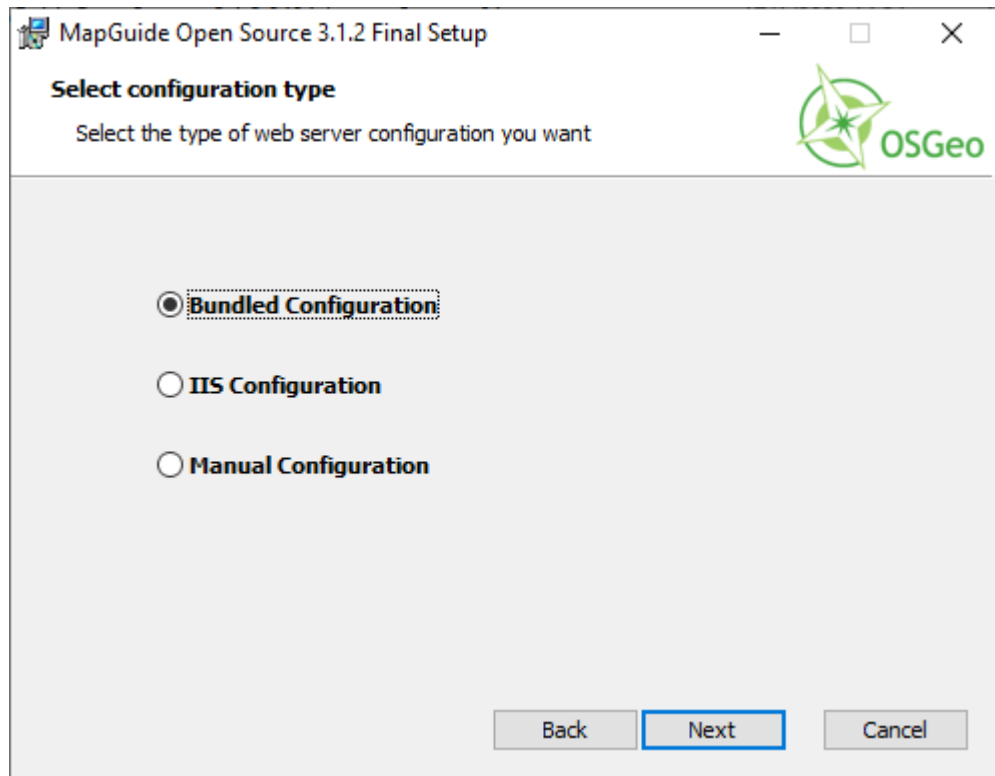 MapGuide Open Source 3.1.2 Final Setup
Select configuration type
Select the type of web server configuration you want
OSGeo
Bundled Configuration
IIS Configuration
Manual Configuration
Back Next Cancel